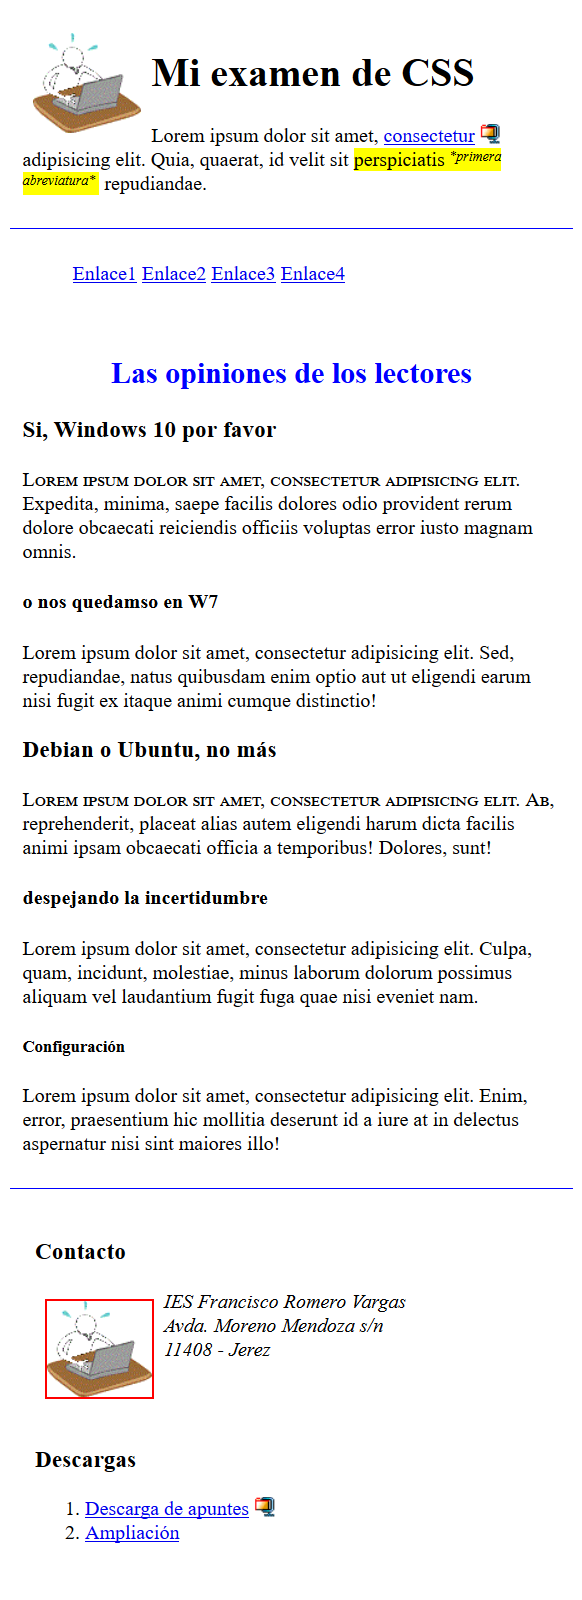 Mi examen de CSS
Lorem ipsum dolor sit amet, consectetur
adipisicing elit. Quia, quaerat, id velit sit perspiciatis *primera
abreviatura* repudiandae.
Enlace1 Enlace2 Enlace3 Enlace4
Las opiniones de los lectores
Si, Windows 10 por favor
Lorem ipsum dolor sit amet, consectetur adipisicing elit.
Expedita, minima, saepe facilis dolores odio provident rerum
dolore obcaecati reiciendis officiis voluptas error iusto magnam
omnis.
o nos quedamso en W7
Lorem ipsum dolor sit amet, consectetur adipisicing elit. Sed,
repudiandae, natus quibusdam enim optio aut ut eligendi earum
nisi fugit ex itaque animi cumque distinctio!
Debian o Ubuntu, no más
Lorem ipsum dolor sit amet, consectetur adipisicing elit. Ab,
reprehenderit, placeat alias autem eligendi harum dicta facilis
animi ipsam obcaecati officia a temporibus! Dolores, sunt!
despejando la incertidumbre
Lorem ipsum dolor sit amet, consectetur adipisicing elit. Culpa,
quam, incidunt, molestiae, minus laborum dolorum possimus
aliquam vel laudantium fugit fuga quae nisi eveniet nam.
Configuración
Lorem ipsum dolor sit amet, consectetur adipisicing elit. Enim,
error, praesentium hic mollitia deserunt id a iure at in delectus
aspernatur nisi sint maiores illo!
Contacto
IES Francisco Romero Vargas
Avda. Moreno Mendoza s/n
11408 - Jerez
Descargas
1. Descarga de apuntes
2. Ampliación